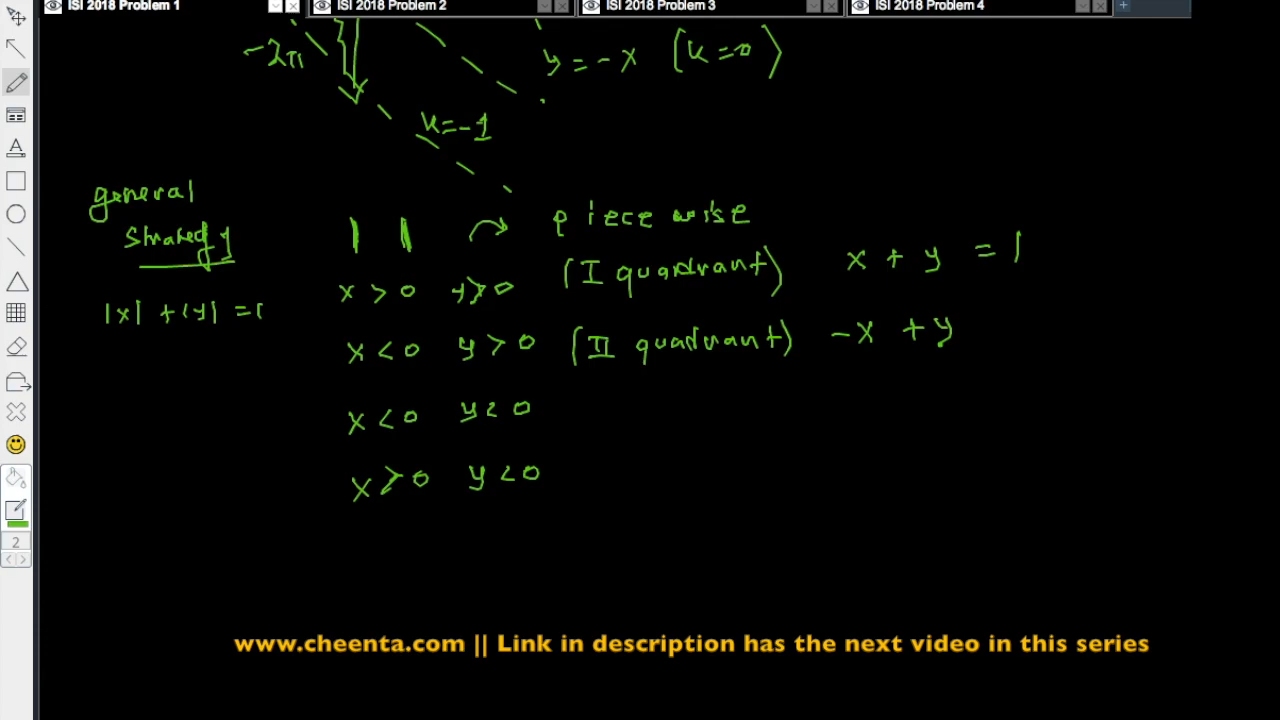 ISI 2018 Problem 1 ISI 2018 Problem 2 ISI 2018 Problem 3 ISI 2018 Problem 4
-2π y = -x (k=0)
k=-1
general
strategy
|x| + |y| = 1
| | piece wise
x > 0 y > 0 (I quadrant) x + y = 1
x < 0 y > 0 (II quadrant) -x + y
x < 0 y < 0
x > 0 y < 0
2
www.cheenta.com || Link in description has the next video in this series